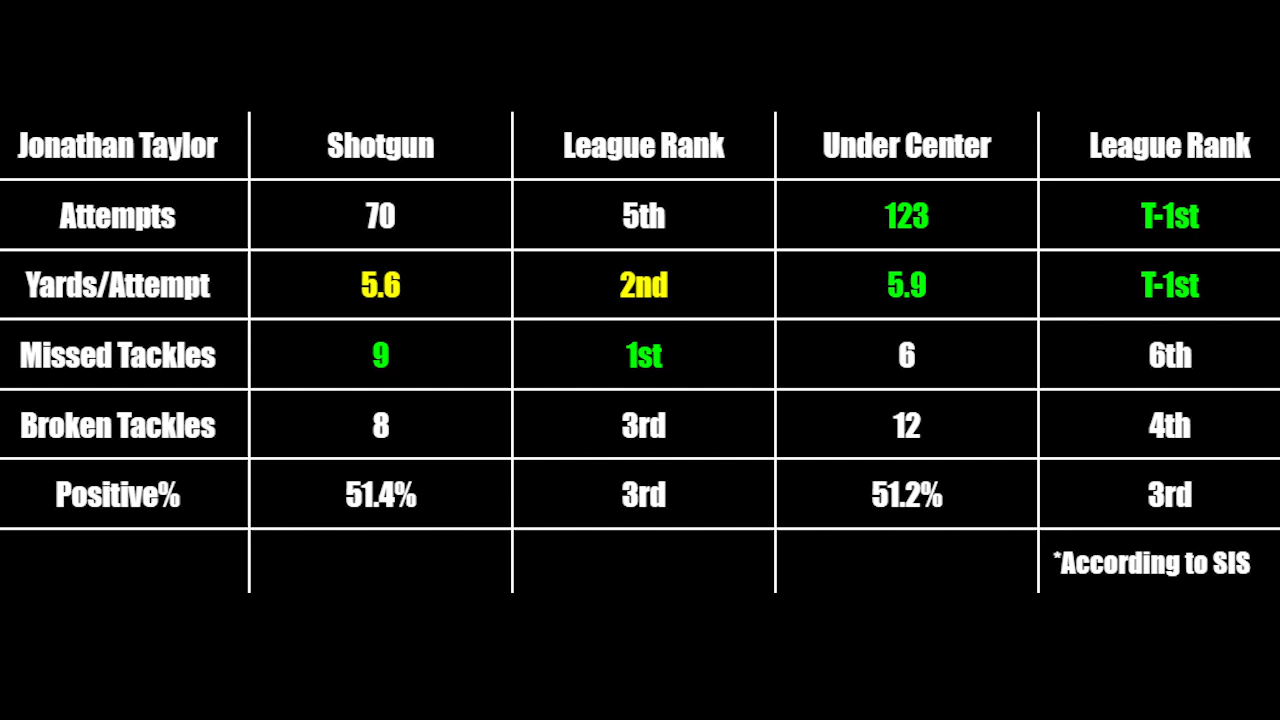 Jonathan Taylor Shotgun League Rank Under Center League Rank
Attempts 70 5th 123 T-1st
Yards/Attempt 5.6 2nd 5.9 T-1st
Missed Tackles 9 1st 6 6th
Broken Tackles 8 3rd 12 4th
Positive% 51.4% 3rd 51.2% 3rd
*According to SIS